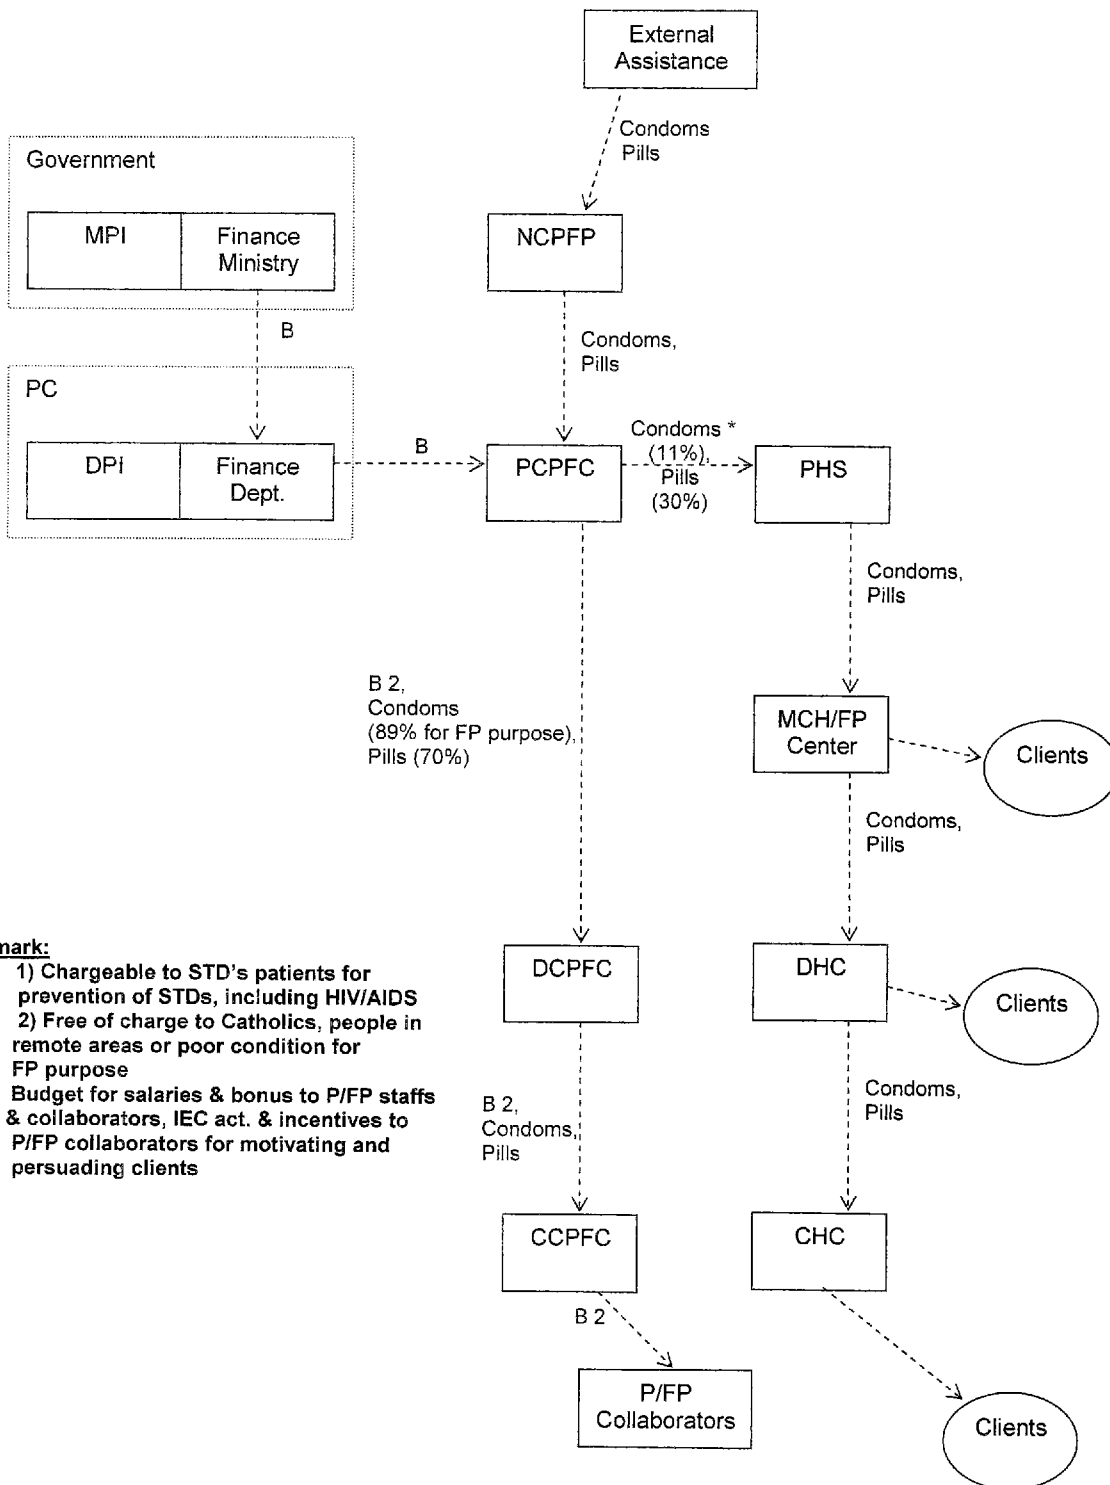 External
Assistance
Condoms
Pills
Government
MPI
Finance
Ministry
NCPFP
B
Condoms,
Pills
PC
DPI
Finance
Dept.
B
PCPFC
Condoms *
(11%),
Pills
(30%)
PHS
Condoms,
Pills
B 2,
Condoms
(89% for FP purpose),
Pills (70%)
MCH/FP
Center
Clients
Condoms,
Pills
mark:
1) Chargeable to STD's patients for
prevention of STDs, including HIV/AIDS
2) Free of charge to Catholics, people in
remote areas or poor condition for
FP purpose
Budget for salaries & bonus to P/FP staffs
& collaborators, IEC act. & incentives to
P/FP collaborators for motivating and
persuading clients
DCPFC
DHC
Clients
B 2,
Condoms,
Pills
Condoms,
Pills
CCPFC
CHC
B 2
P/FP
Collaborators
Clients